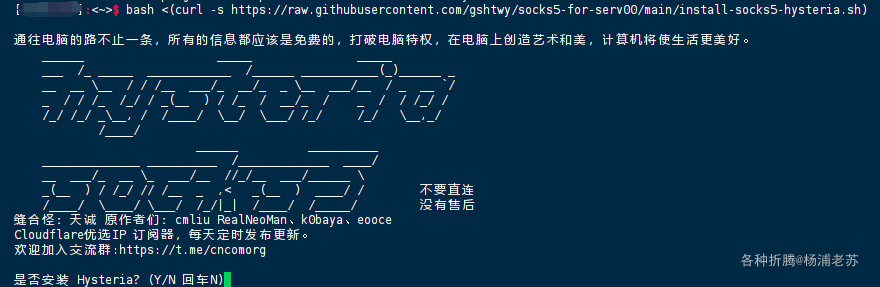 :<~>$ bash <(curl -s https://raw.githubusercontent.com/gshtwy/socks5-for-serv00/main/install-socks5-hysteria.sh)
通往电脑的路不止一条，所有的信息都应该是免费的，打破电脑特权，在电脑上创造艺术和美，计算机将使生活更美好。
hysteria
socks5
不要直连
没有售后
缝合怪：天诚 原作者们：cmliu RealNeoMan、k0baya、eooce
Cloudflare优选IP 订阅器，每天定时发布更新。
欢迎加入交流群:https://t.me/cncomorg
是否安装 Hysteria? (Y/N 回车N)
各种折腾@杨浦老苏